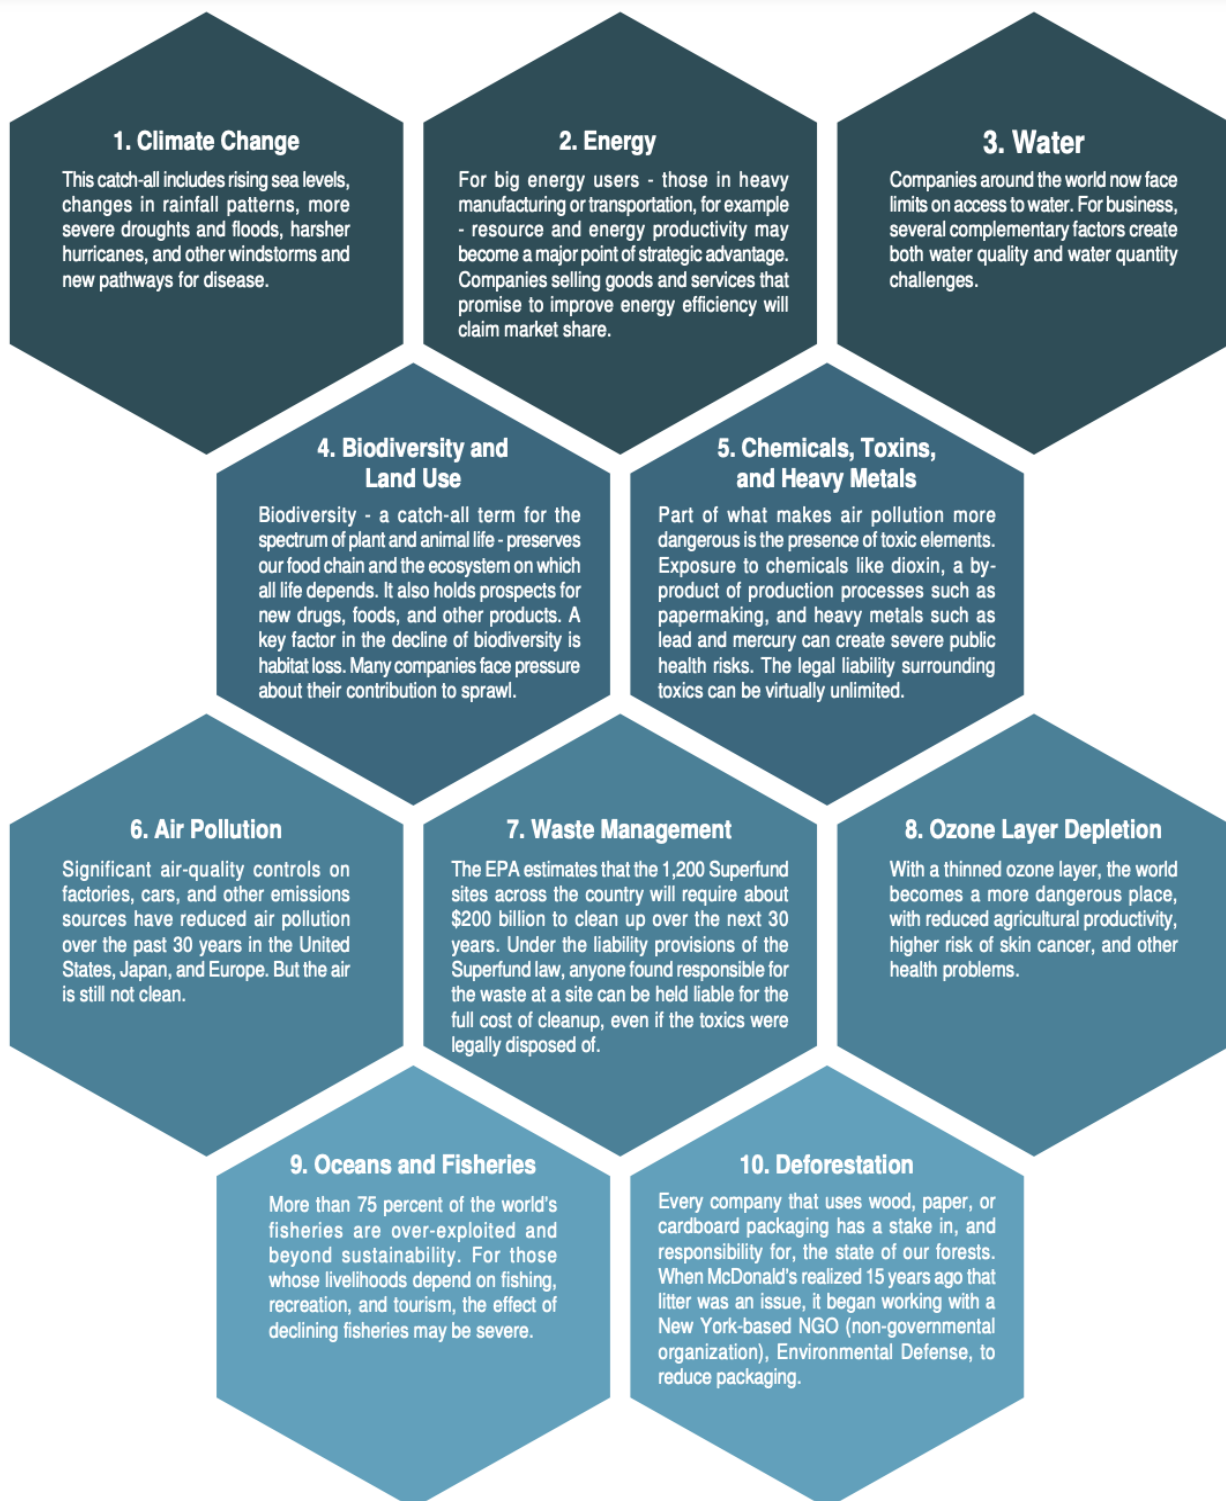 1. Climate Change
This catch-all includes rising sea levels,
changes in rainfall patterns, more
severe droughts and floods, harsher
hurricanes, and other windstorms and
new pathways for disease.
2. Energy
For big energy users - those in heavy
manufacturing or transportation, for example
- resource and energy productivity may
become a major point of strategic advantage.
Companies selling goods and services that
promise to improve energy efficiency will
claim market share.
3. Water
Companies around the world now face
limits on access to water. For business,
several complementary factors create
both water quality and water quantity
challenges.
4. Biodiversity and
Land Use
Biodiversity - a catch-all term for the
spectrum of plant and animal life - preserves
our food chain and the ecosystem on which
all life depends. It also holds prospects for
new drugs, foods, and other products. A
key factor in the decline of biodiversity is
habitat loss. Many companies face pressure
about their contribution to sprawl.
5. Chemicals, Toxins,
and Heavy Metals
Part of what makes air pollution more
dangerous is the presence of toxic elements.
Exposure to chemicals like dioxin, a by-
product of production processes such as
papermaking, and heavy metals such as
lead and mercury can create severe public
health risks. The legal liability surrounding
toxics can be virtually unlimited.
6. Air Pollution
Significant air-quality controls on
factories, cars, and other emissions
sources have reduced air pollution
over the past 30 years in the United
States, Japan, and Europe. But the air
is still not clean.
7. Waste Management
The EPA estimates that the 1,200 Superfund
sites across the country will require about
$200 billion to clean up over the next 30
years. Under the liability provisions of the
Superfund law, anyone found responsible for
the waste at a site can be held liable for the
full cost of cleanup, even if the toxics were
legally disposed of.
8. Ozone Layer Depletion
With a thinned ozone layer, the world
becomes a more dangerous place,
with reduced agricultural productivity,
higher risk of skin cancer, and other
health problems.
9. Oceans and Fisheries
More than 75 percent of the world's
fisheries are over-exploited and
beyond sustainability. For those
whose livelihoods depend on fishing,
recreation, and tourism, the effect of
declining fisheries may be severe.
10. Deforestation
Every company that uses wood, paper, or
cardboard packaging has a stake in, and
responsibility for, the state of our forests.
When McDonald's realized 15 years ago that
litter was an issue, it began working with a
New York-based NGO (non-governmental
organization), Environmental Defense, to
reduce packaging.